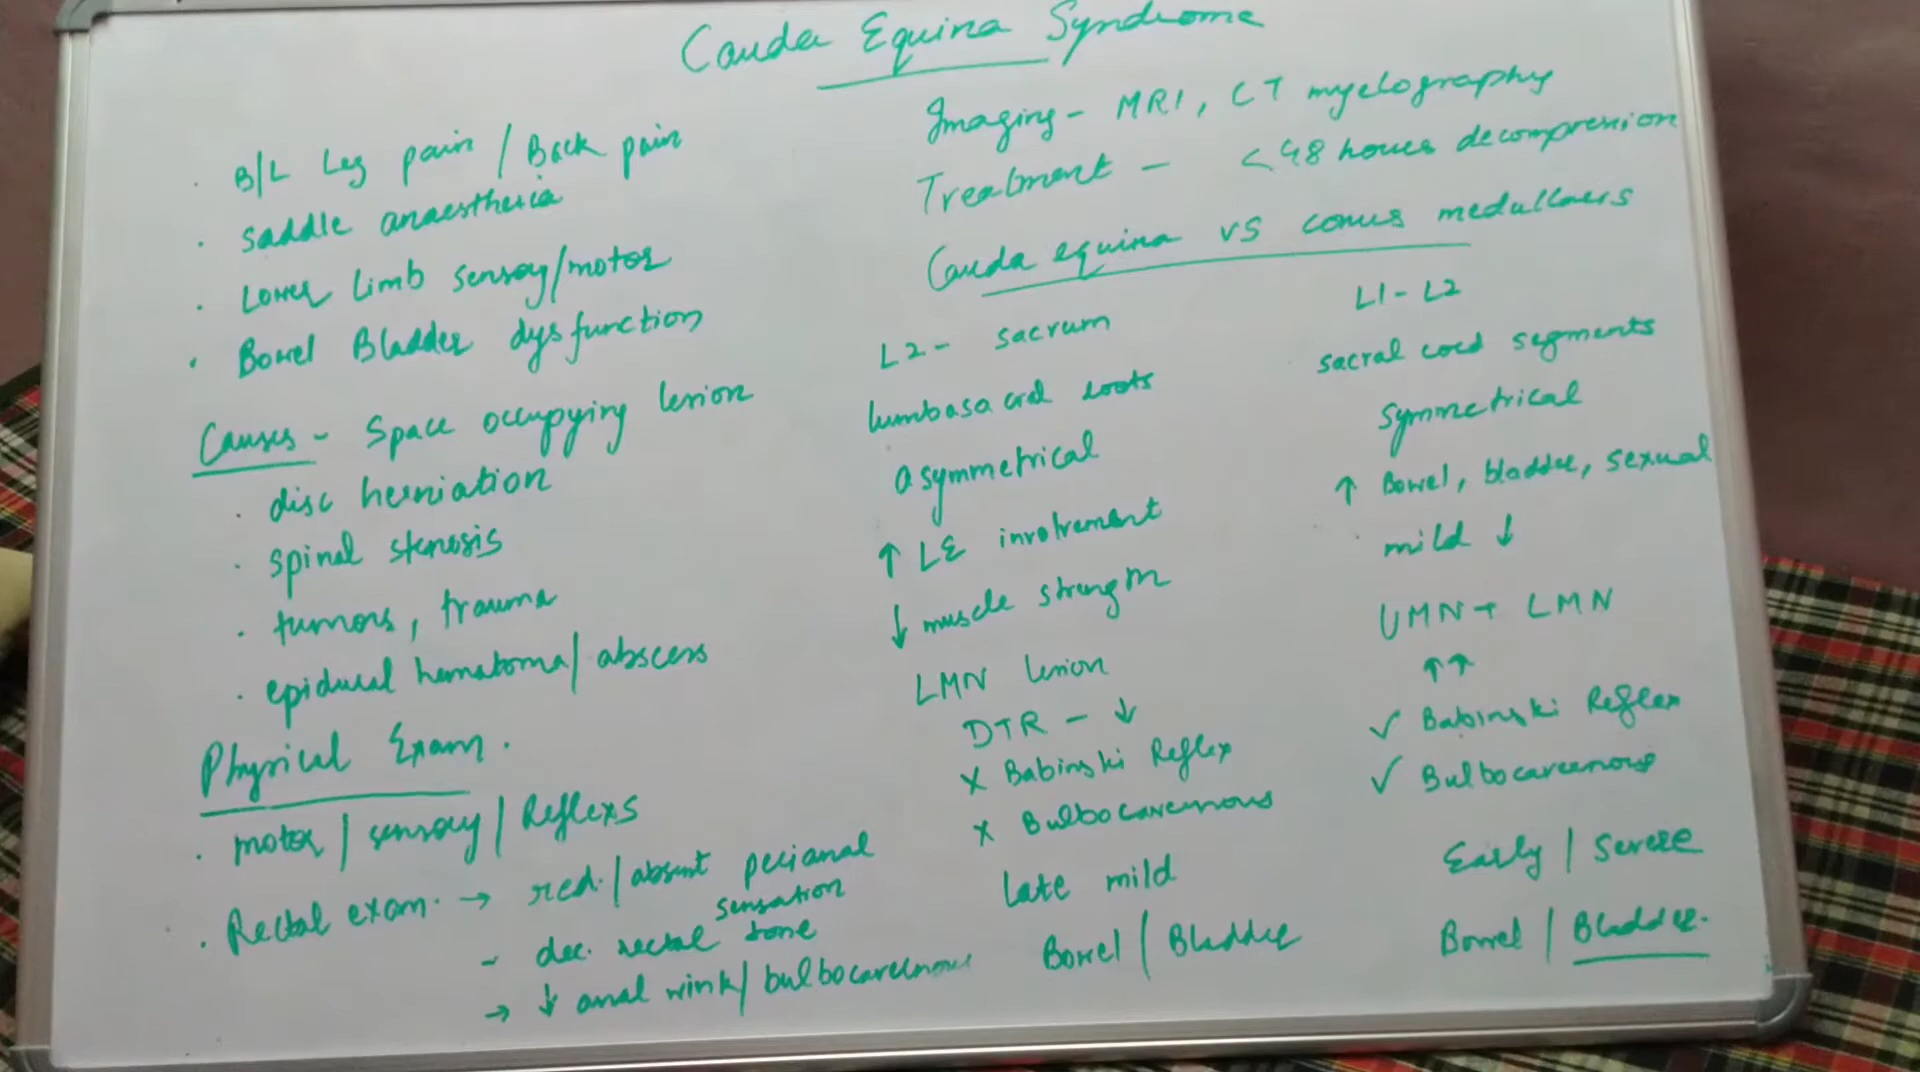 Cauda Equina Syndrome
. B/L Leg pain / Back pain
. saddle anaesthesia
. Lower Limb sensory/motor
. Bowel Bladder dysfunction
Causes - Space occupying lesion
. disc herniation
. spinal stenosis
. tumors, trauma
. epidural hematoma/ abscess
Physical Exam.
. motor / sensory / Reflexs
. Rectal exam. → red. / absent perianal
sensation
- dec. rectal tone
→ ↓ anal wink/ bulbocavernous
Imaging - MRI, CT myelography
Treatment - < 48 hours decompression
Cauda equina vs conus medullaris
L2 - sacrum
lumbosacral roots
asymmetrical
↑ LE involvement
↓ muscle strength
LMN lesion
DTR - ↓
x Babinski Reflex
x Bulbocavernous
late mild
Bowel / Bladder
L1 - L2
sacral cord segments
symmetrical
↑ Bowel, bladder, sexual
mild ↓
UMN + LMN
↑↑
✓ Babinski Reflex
✓ Bulbocavernous
Early / Severe
Bowel / Bladder.